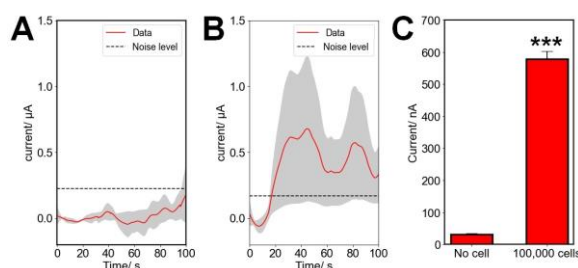 A
current/ μA
1.5
1.0
0.5
0.0
Data
Noise level
0
20
40
60
80
100
Time/ s
B
current/ μA
1.5
1.0
0.5
0.0
Data
Noise level
0
20
40
60
80
100
Time/ s
C
Current/ nA
700
600
500
400
300
200
100
0
***
No cell
100,000 cells